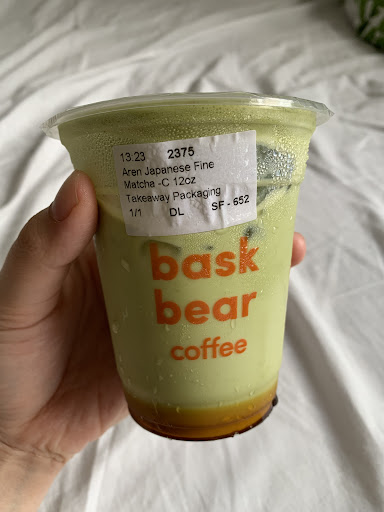 13:23 2375
Aren Japanese Fine
Matcha -C 12oz
Takeaway Packaging
1/1 DL SF - 652
bask
bear
coffee